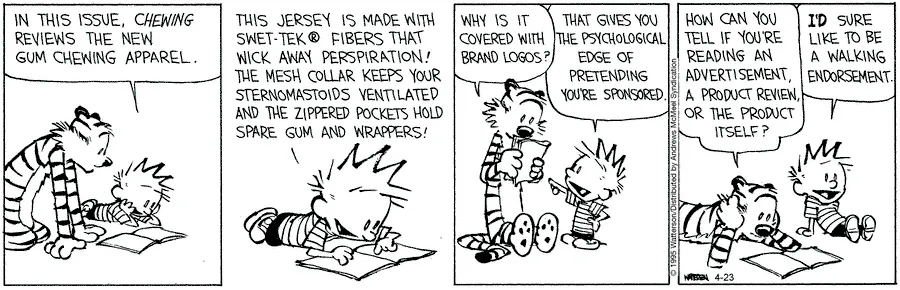 IN THIS ISSUE, CHEWING
REVIEWS THE NEW
GUM CHEWING APPAREL.
THIS JERSEY IS MADE WITH
SWET-TEK® FIBERS THAT
WICK AWAY PERSPIRATION!
THE MESH COLLAR KEEPS YOUR
STERNOMASTOIDS VENTILATED
AND THE ZIPPERED POCKETS HOLD
SPARE GUM AND WRAPPERS!
WHY IS IT
COVERED WITH
BRAND LOGOS?
THAT GIVES YOU
THE PSYCHOLOGICAL
EDGE OF
PRETENDING
YOU'RE SPONSORED.
© 1995 Watterson/Distributed by Andrews McMeel Syndication
HOW CAN YOU
TELL IF YOU'RE
READING AN
ADVERTISEMENT,
A PRODUCT REVIEW,
OR THE PRODUCT
ITSELF?
I'D SURE
LIKE TO BE
A WALKING
ENDORSEMENT.
WATTERSON 4-23